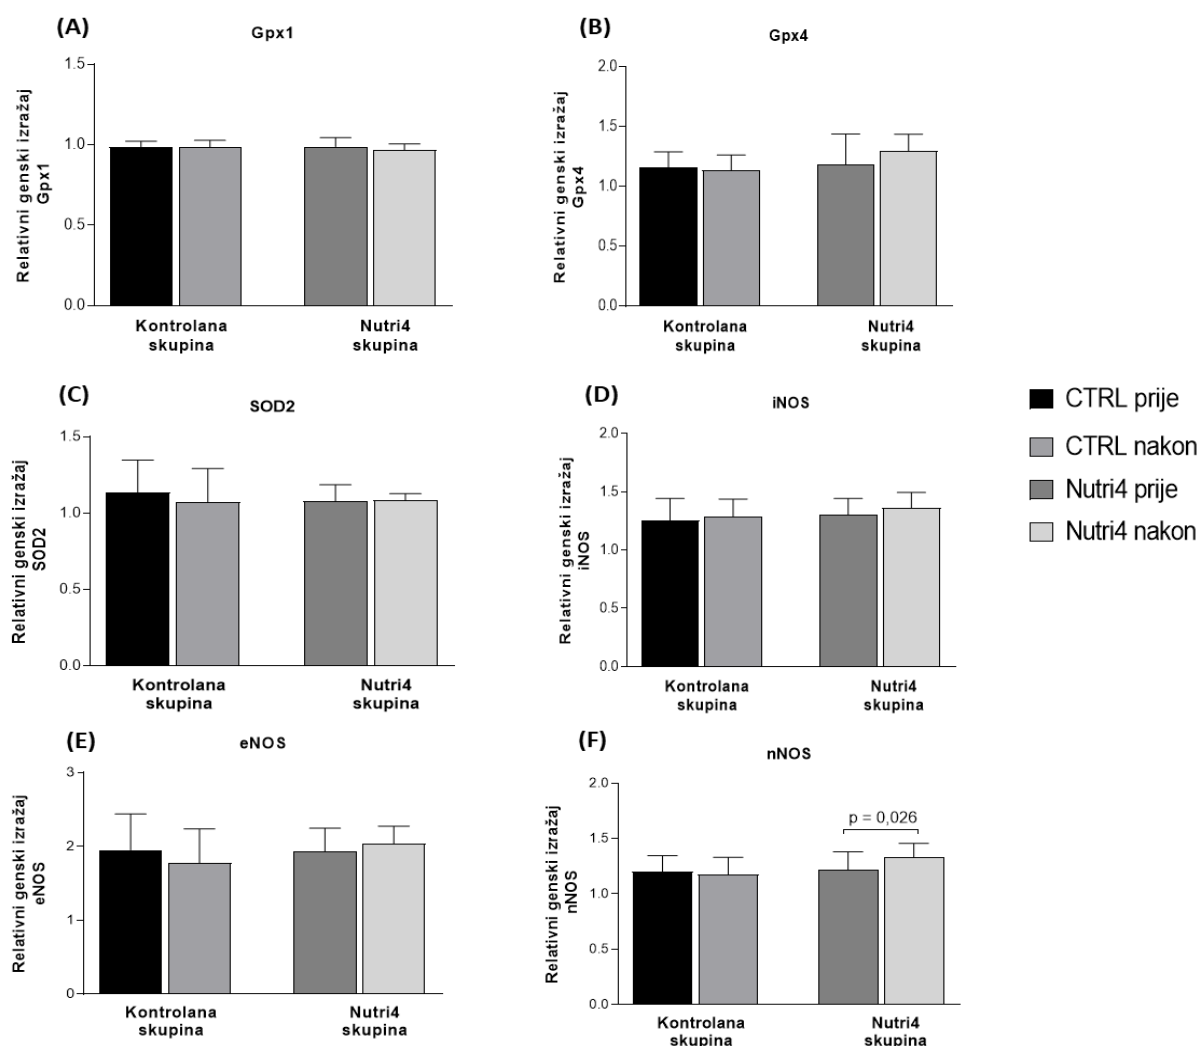 (A)
Gpx1
Relativni genski izražaj
Gpx1
1.5
1.0
0.5
0.0
Kontrolana
skupina
Nutri4
skupina
(B)
Gpx4
Relativni genski izražaj
Gpx4
2.0
1.5
1.0
0.5
0.0
Kontrolana
skupina
Nutri4
skupina
(C)
SOD2
Relativni genski izražaj
SOD2
1.5
1.0
0.5
0.0
Kontrolana
skupina
Nutri4
skupina
(D)
iNOS
Relativni genski izražaj
iNOS
2.0
1.5
1.0
0.5
0.0
Kontrolana
skupina
Nutri4
skupina
CTRL prije
CTRL nakon
Nutri4 prije
Nutri4 nakon
(E)
eNOS
Relativni genski izražaj
eNOS
3
2
1
0
Kontrolana
skupina
Nutri4
skupina
(F)
nNOS
Relativni genski izražaj
nNOS
2.0
1.5
1.0
0.5
0.0
p = 0,026
Kontrolana
skupina
Nutri4
skupina